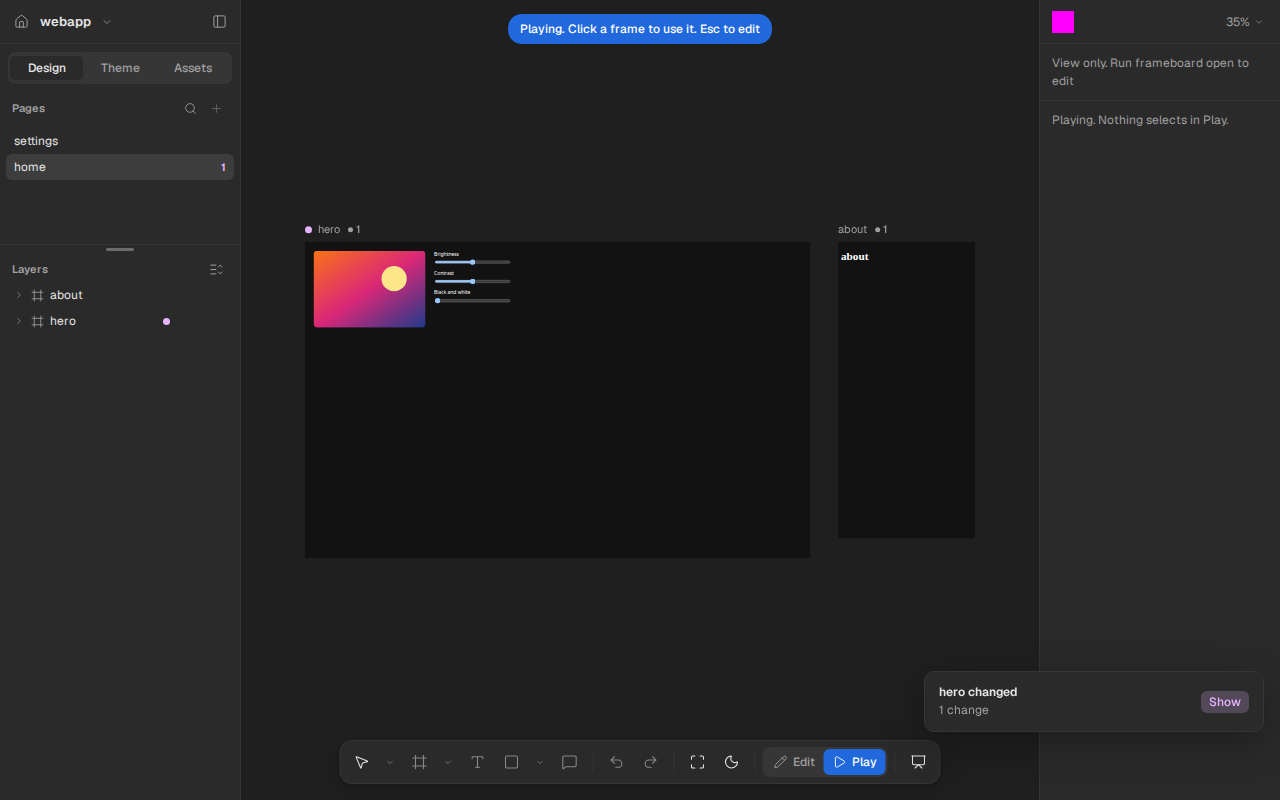 webapp
Playing. Click a frame to use it. Esc to edit
35%
Design
Theme
Assets
View only. Run frameboard open to
edit
Pages
Playing. Nothing selects in Play.
settings
home
1
hero
1
about
1
Layers
about
hero
Brightness
Contrast
Black and white
about
hero changed
1 change
Show
Edit
Play